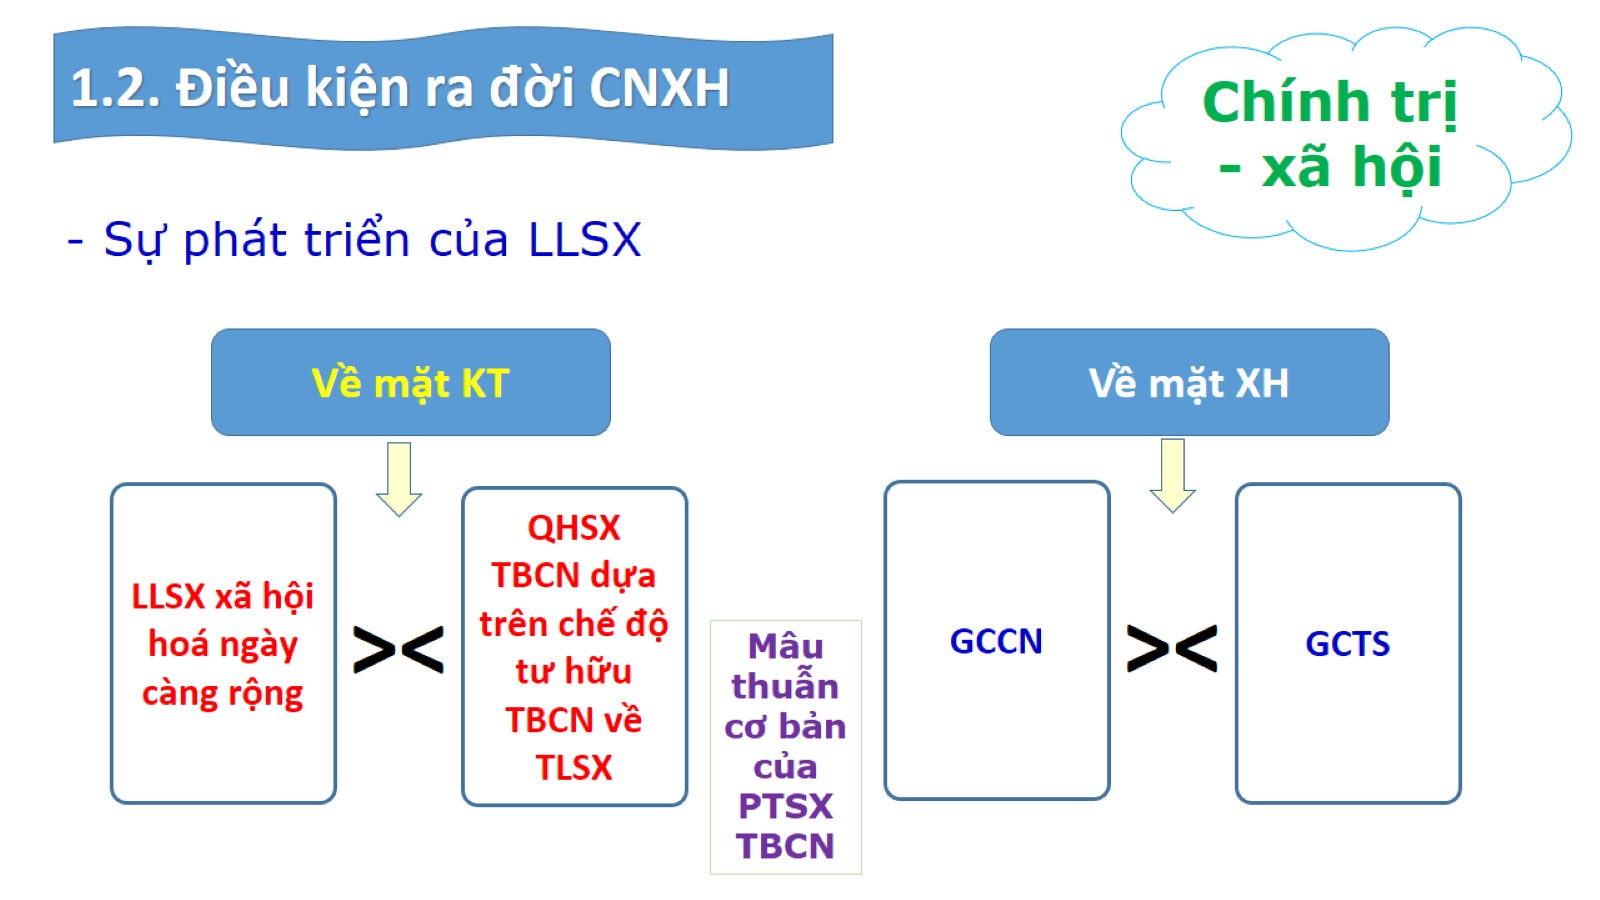 1.2. Điều kiện ra đời CNXH
Chính trị
- xã hội
- Sự phát triển của LLSX
Về mặt KT
Về mặt XH
LLSX xã hội
hoá ngày
càng rộng
><
QHSX
TBCN dựa
trên chế độ
tư hữu
TBCN về
TLSX
Mâu
thuẫn
cơ bản
của
PTSX
TBCN
GCCN
><
GCTS